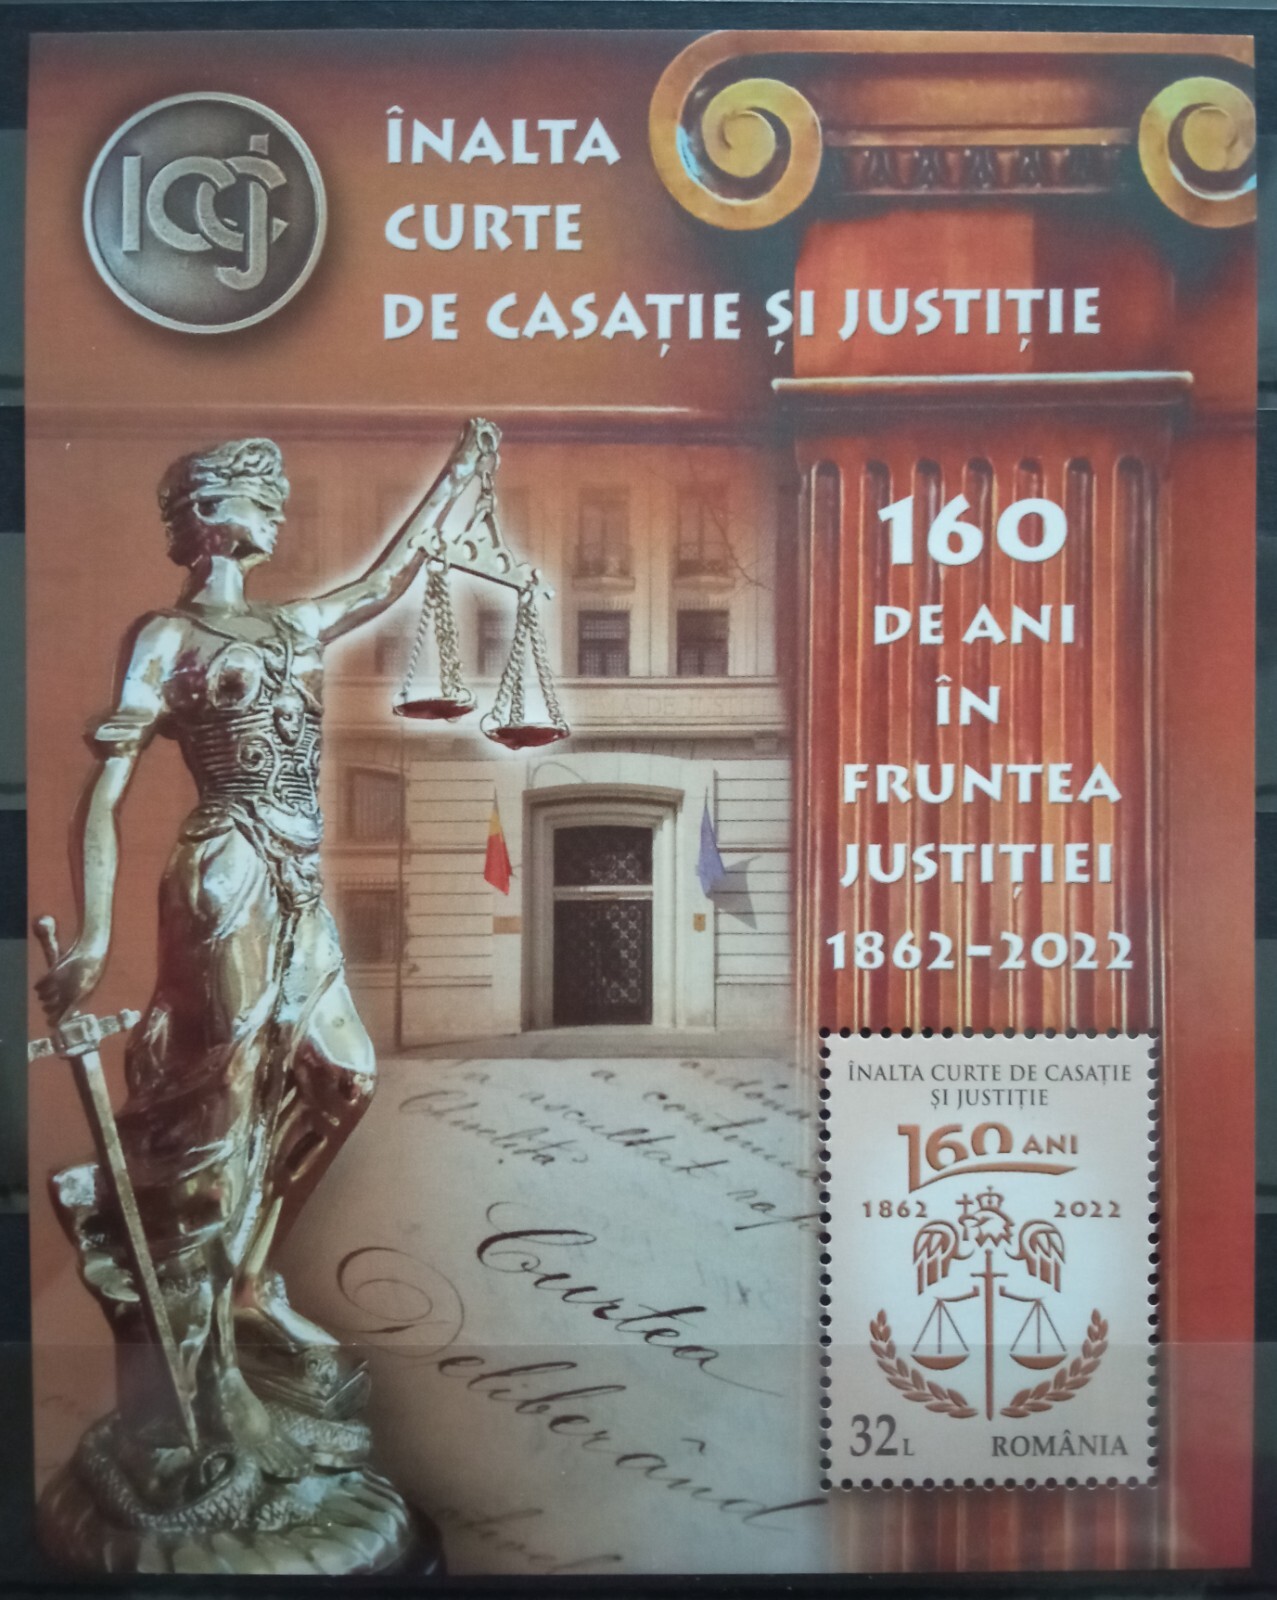 ICCJ
ÎNALTA
CURTE
DE CASAȚIE ȘI JUSTIȚIE
160
DE ANI
ÎN
FRUNTEA
JUSTIȚIEI
1862-2022
a ascultat
a continua
Curtea
Deliberând
ÎNALTA CURTE DE CASAȚIE
ȘI JUSTIȚIE
160 ANI
1862 2022
32L ROMÂNIA